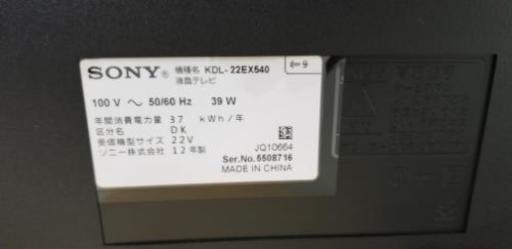 SONY® 機種名 KDL-22EX540 9
液晶テレビ
100 V ～ 50/60 Hz 39 W
年間消費電力量 37 kWh/年
区分名 DK
受信機型サイズ 22V
ソニー株式会社 12年製
JQ10664
Ser.No.5508716
MADE IN CHINA